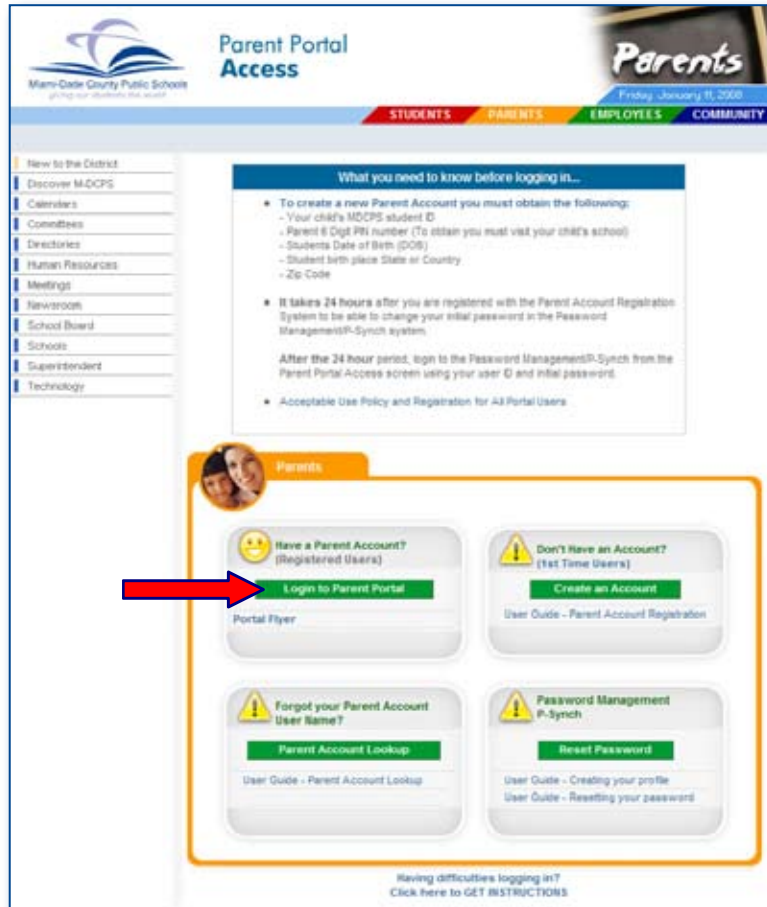 Miami-Dade County Public Schools
giving our students the world
Parent Portal
Access
Parents
Friday January 11, 2008
STUDENTS PARENTS EMPLOYEES COMMUNITY
New to the District
Discover M-DCPS
Calendars
Committees
Directories
Human Resources
Meetings
Newsroom
School Board
Schools
Superintendent
Technology
What you need to know before logging in...
To create a new Parent Account you must obtain the following:
- Your child's MDCPS student ID
- Parent 6 Digit PIN number (To obtain you must visit your child's school)
- Students Date of Birth (DOB)
- Student birth place State or Country
- Zip Code
It takes 24 hours after you are registered with the Parent Account Registration
System to be able to change your initial password in the Password
Management/P-Synch system.
After the 24 hour period, login to the Password Management/P-Synch from the
Parent Portal Access screen using your user ID and initial password.
Acceptable Use Policy and Registration for All Portal Users
Parents
Have a Parent Account?
(Registered Users)
Login to Parent Portal
Portal Flyer
Don't Have an Account?
(1st Time Users)
Create an Account
User Guide - Parent Account Registration
Forgot your Parent Account
User Name?
Parent Account Lookup
User Guide - Parent Account Lookup
Password Management
P-Synch
Reset Password
User Guide - Creating your profile
User Guide - Resetting your password
Having difficulties logging in?
Click here to GET INSTRUCTIONS